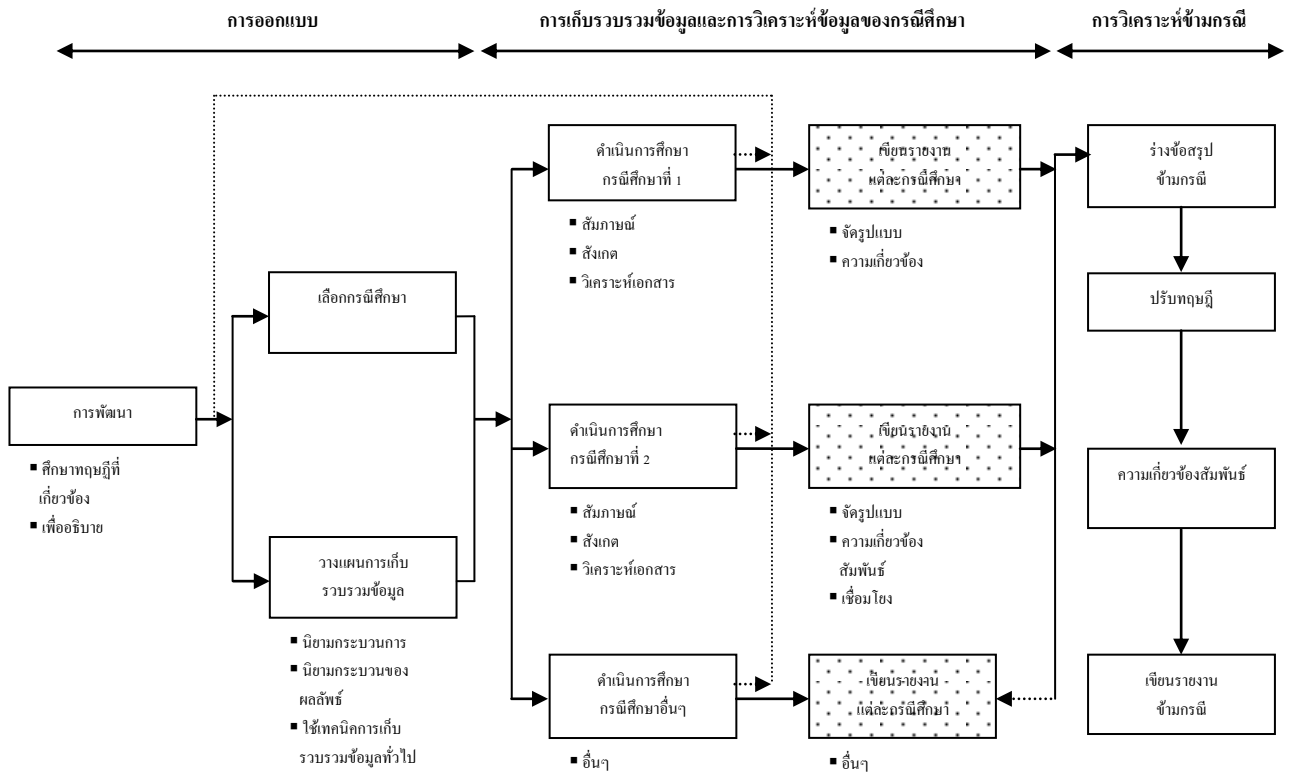 การออกแบบ
การเก็บรวบรวมข้อมูลและการวิเคราะห์ข้อมูลของกรณีศึกษา
การวิเคราะห์ข้ามกรณี
การพัฒนา
▪ ศึกษาทฤษฎีที่
เกี่ยวข้อง
▪ เพื่ออธิบาย
เลือกกรณีศึกษา
วางแผนการเก็บ
รวบรวมข้อมูล
▪ นิยามกระบวนการ
▪ นิยามกระบวนของ
ผลลัพธ์
▪ ใช้เทคนิคการเก็บ
รวบรวมข้อมูลทั่วไป
ดำเนินการศึกษา
กรณีศึกษาที่ 1
▪ สัมภาษณ์
▪ สังเกต
▪ วิเคราะห์เอกสาร
ดำเนินการศึกษา
กรณีศึกษาที่ 2
▪ สัมภาษณ์
▪ สังเกต
▪ วิเคราะห์เอกสาร
ดำเนินการศึกษา
กรณีศึกษาอื่นๆ
▪ อื่นๆ
เขียนรายงาน
แต่ละกรณีศึกษา
▪ จัดรูปแบบ
▪ ความเกี่ยวข้อง
เขียนรายงาน
แต่ละกรณีศึกษา
▪ จัดรูปแบบ
▪ ความเกี่ยวข้อง
สัมพันธ์
▪ เชื่อมโยง
เขียนรายงาน
แต่ละกรณีศึกษา
▪ อื่นๆ
ร่างข้อสรุป
ข้ามกรณี
ปรับทฤษฎี
ความเกี่ยวข้องสัมพันธ์
เขียนรายงาน
ข้ามกรณี